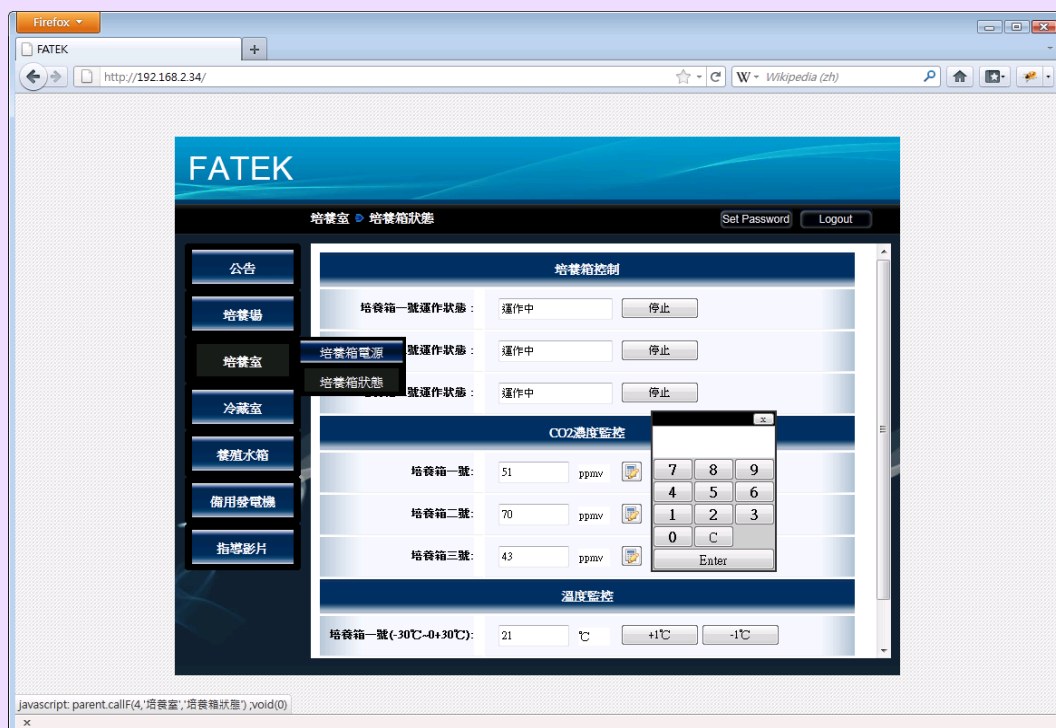 Firefox
FATEK
http://192.168.2.34/
Wikipedia (zh)
FATEK
培養室 培養箱狀態
Set Password Logout
公告
培養場
培養室
冷藏室
養殖水箱
備用發電機
指導影片
培養箱電源
培養箱狀態
培養箱控制
培養箱一號運作狀態 : 運作中 停止
號運作狀態 : 運作中 停止
號運作狀態 : 運作中 停止
CO2濃度監控
培養箱一號: 51 ppmv
培養箱二號: 70 ppmv
培養箱三號: 43 ppmv
x
7 8 9
4 5 6
1 2 3
0 C
Enter
溫度監控
培養箱一號(-30℃~0+30℃): 21 ℃ +1℃ -1℃
javascript: parent.callF(4,'培養室','培養箱狀態') ;void(0)